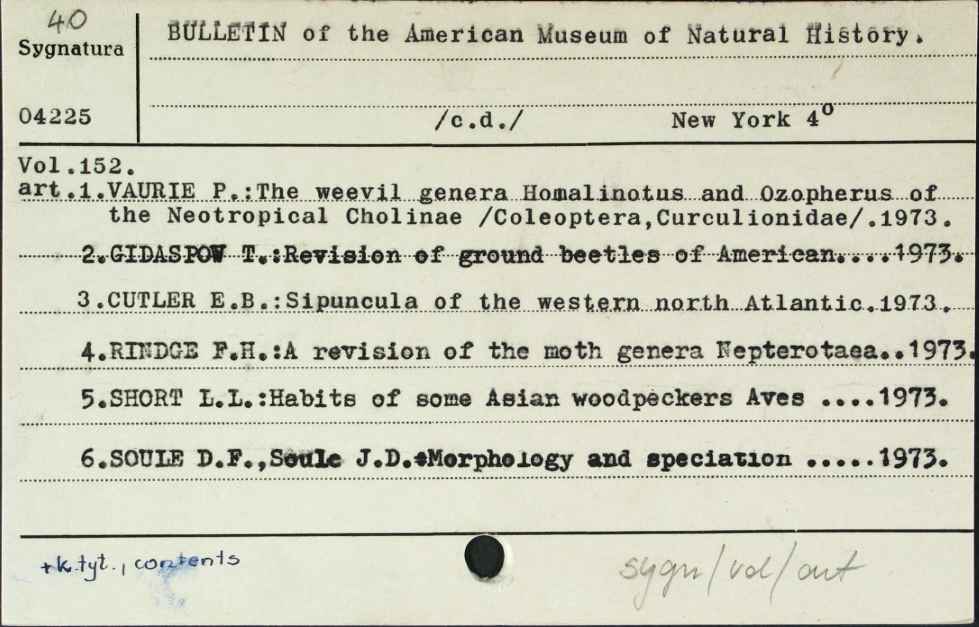 40
Sygnatura
BULLETIN of the American Museum of Natural History.
04225
/c.d./ New York 4º
Vol.152.
art.1.VAURIE P.:The weevil genera Homalinotus and Ozopherus of
the Neotropical Cholinae /Coleoptera,Curculionidae/.1973.
2.GIDASPOW T.:Revision of ground beetles of American....1973.
3.CUTLER E.B.:Sipuncula of the western north Atlantic.1973.
4.RINDGE F.H.:A revision of the moth genera Nepterotaea..1973.
5.SHORT L.L.:Habits of some Asian woodpeckers Aves ....1973.
6.SOULE D.F.,Soule J.D.:Morphology and speciation .....1973.
+k.tyt., contents
sygn/vol/art